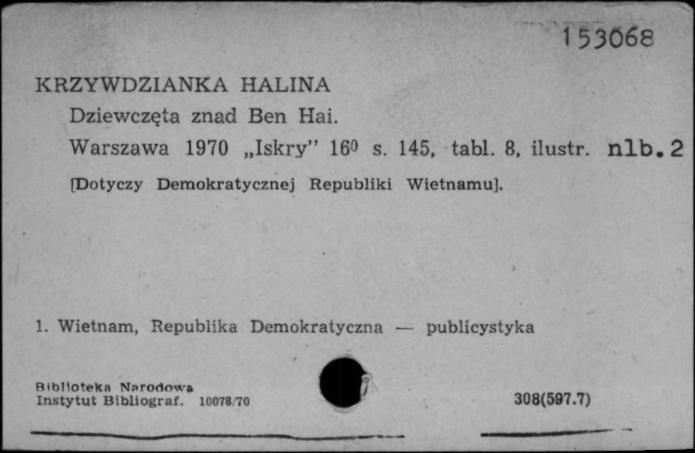 153068
KRZYWDZIANKA HALINA
Dziewczęta znad Ben Hai.
Warszawa 1970 „Iskry” 16⁰ s. 145, tabl. 8, ilustr. nlb. 2
[Dotyczy Demokratycznej Republiki Wietnamu].
1. Wietnam, Republika Demokratyczna — publicystyka
Biblioteka Narodowa
Instytut Bibliograf. 10078/70
308(597.7)